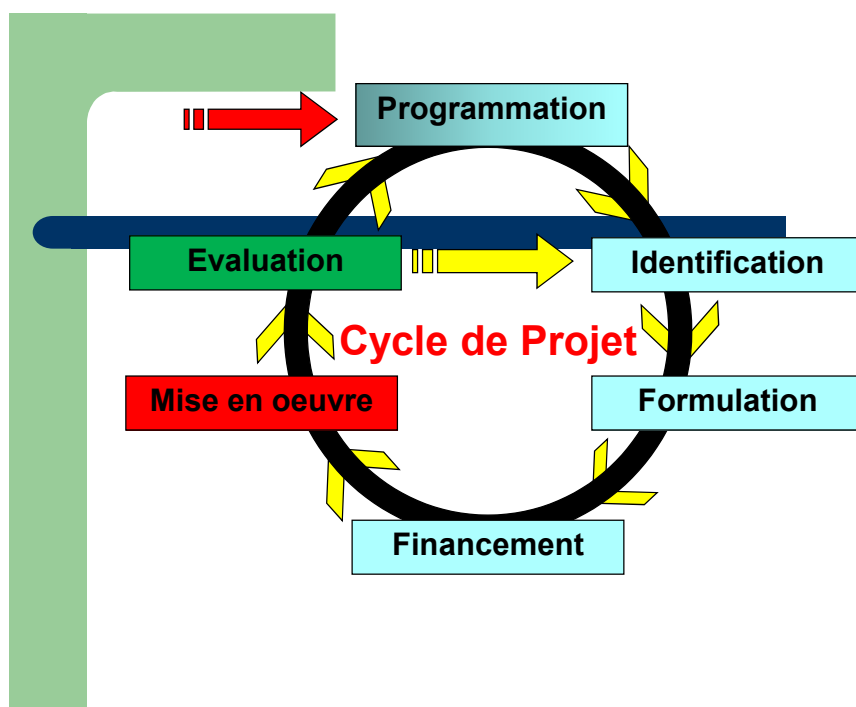 Programmation
Evaluation
Identification
Cycle de Projet
Mise en oeuvre
Formulation
Financement